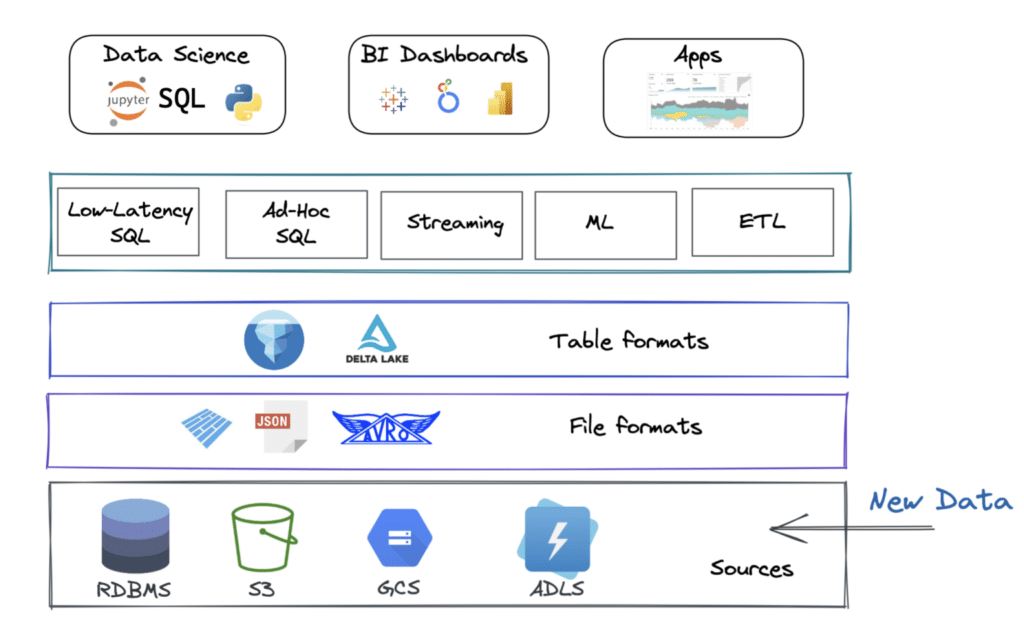 Data Science
BI Dashboards
Apps
jupyter
SQL
Low-Latency
SQL
Ad-Hoc
SQL
Streaming
ML
ETL
DELTA LAKE
Table formats
JSON
AVRO
File formats
New Data
RDBMS
S3
GCS
ADLS
Sources